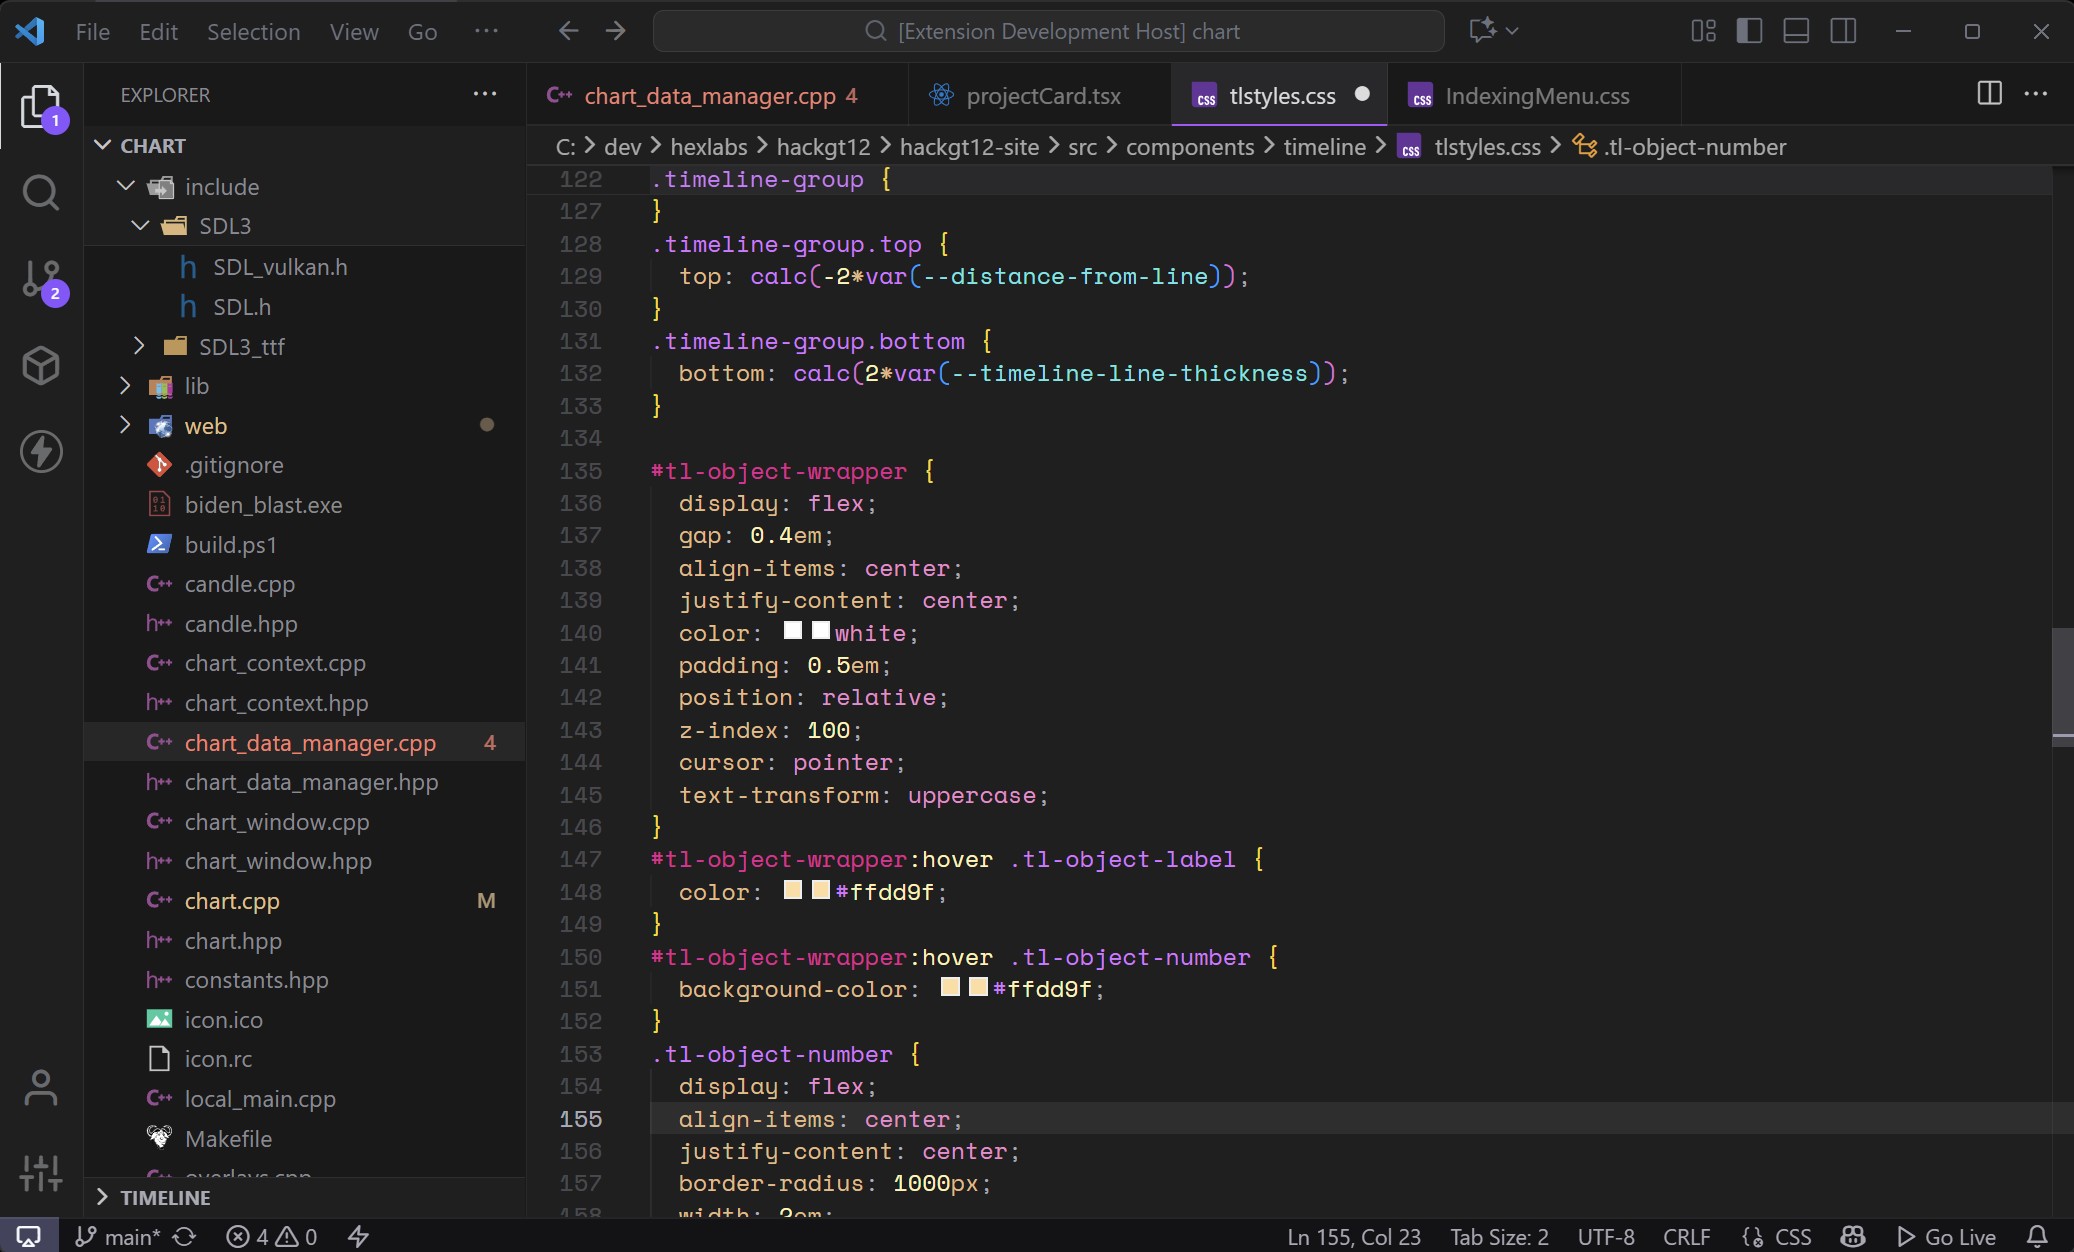 File Edit Selection View Go ··· [Extension Development Host] chart
EXPLORER ···
CHART
include
SDL3
SDL_vulkan.h
SDL.h
SDL3_ttf
lib
web
.gitignore
biden_blast.exe
build.ps1
candle.cpp
candle.hpp
chart_context.cpp
chart_context.hpp
chart_data_manager.cpp 4
chart_data_manager.hpp
chart_window.cpp
chart_window.hpp
chart.cpp M
chart.hpp
constants.hpp
icon.ico
icon.rc
local_main.cpp
Makefile
overlays.cpp
TIMELINE
1
2
chart_data_manager.cpp 4 projectCard.tsx tlstyles.css IndexingMenu.css
C: > dev > hexlabs > hackgt12 > hackgt12-site > src > components > timeline > tlstyles.css > .tl-object-number
122 .timeline-group {
127 }
128 .timeline-group.top {
129 top: calc(-2*var(--distance-from-line));
130 }
131 .timeline-group.bottom {
132 bottom: calc(2*var(--timeline-line-thickness));
133 }
134
135 #tl-object-wrapper {
136 display: flex;
137 gap: 0.4em;
138 align-items: center;
139 justify-content: center;
140 color: white;
141 padding: 0.5em;
142 position: relative;
143 z-index: 100;
144 cursor: pointer;
145 text-transform: uppercase;
146 }
147 #tl-object-wrapper:hover .tl-object-label {
148 color: #ffdd9f;
149 }
150 #tl-object-wrapper:hover .tl-object-number {
151 background-color: #ffdd9f;
152 }
153 .tl-object-number {
154 display: flex;
155 align-items: center;
156 justify-content: center;
157 border-radius: 1000px;
158 width: 2em;
main* 4 0 Ln 155, Col 23 Tab Size: 2 UTF-8 CRLF CSS Go Live